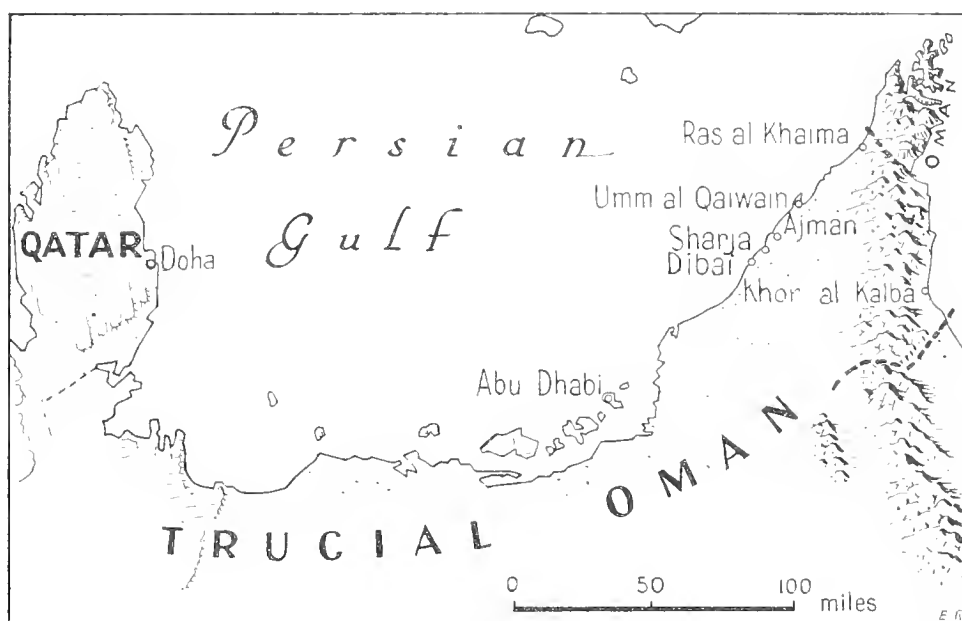 Persian
Gulf
OMAN
Ras al Khaima
Umm al Qaiwain
Ajman
Sharja
Dibai
QATAR
Doha
Khor al Kalba
Abu Dhabi
TRUCIAL OMAN
0 50 100
miles